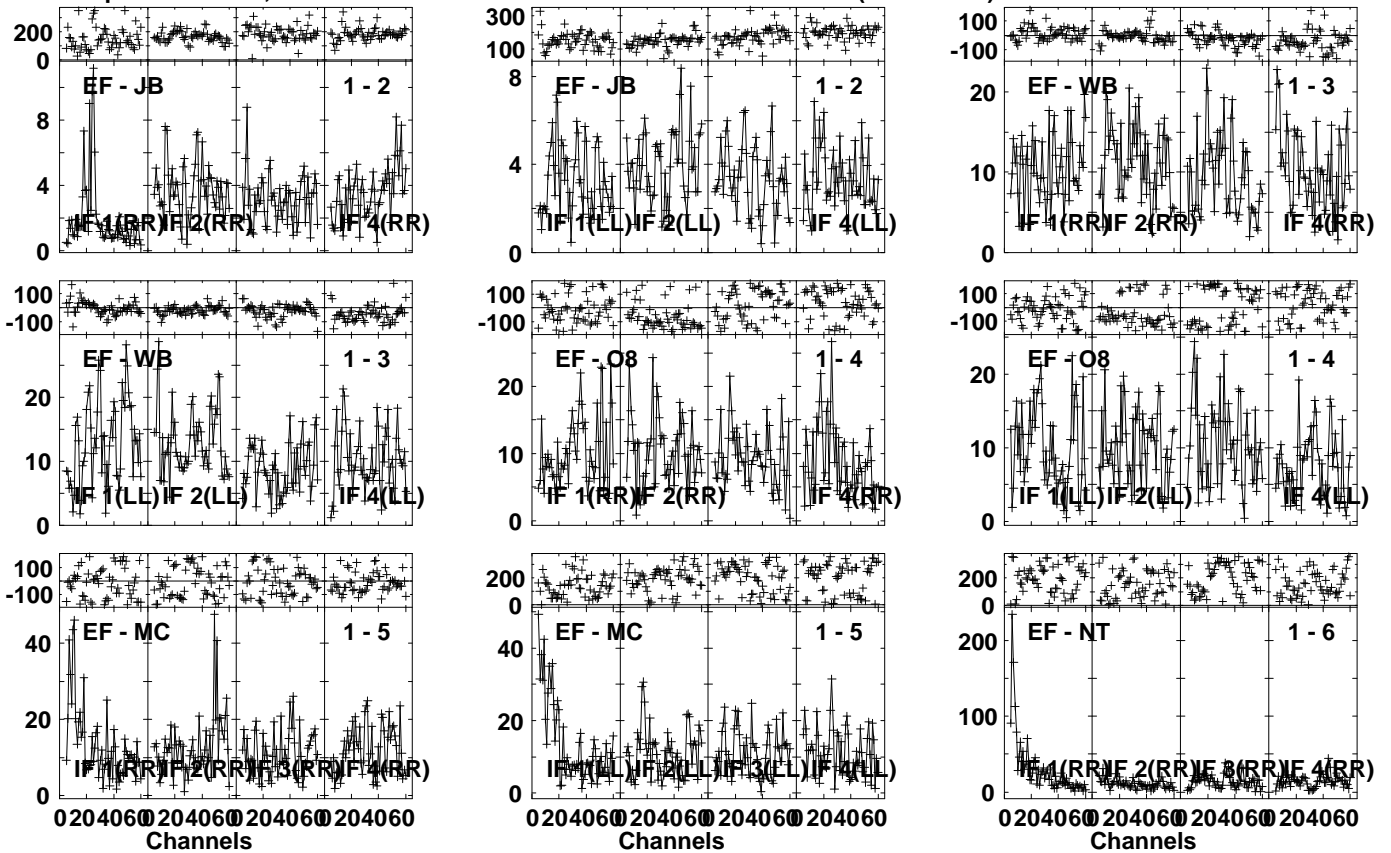 200
0
EF - JB 1 - 2
8
4
0
IF 1(RR) IF 2(RR) IF 4(RR)
300
100
EF - JB 1 - 2
8
4
0
IF 1(LL) IF 2(LL) IF 4(LL)
100
-100
EF - WB 1 - 3
20
10
0
IF 1(RR) IF 2(RR) IF 4(RR)
100
-100
EF - WB 1 - 3
20
10
0
IF 1(LL) IF 2(LL) IF 4(LL)
100
-100
EF - O8 1 - 4
20
10
0
IF 1(RR) IF 2(RR) IF 4(RR)
100
-100
EF - O8 1 - 4
20
10
0
IF 1(LL) IF 2(LL) IF 4(LL)
100
-100
EF - MC 1 - 5
40
20
0
IF 1(RR) IF 2(RR) IF 3(RR) IF 4(RR)
0 20 40 60 0 20 40 60 0 20 40 60 0 20 40 60
Channels
200
0
EF - MC 1 - 5
40
20
0
IF 1(LL) IF 2(LL) IF 3(LL) IF 4(LL)
0 20 40 60 0 20 40 60 0 20 40 60 0 20 40 60
Channels
200
0
EF - NT 1 - 6
200
100
0
IF 1(RR) IF 2(RR) IF 3(RR) IF 4(RR)
0 20 40 60 0 20 40 60 0 20 40 60 0 20 40 60
Channels